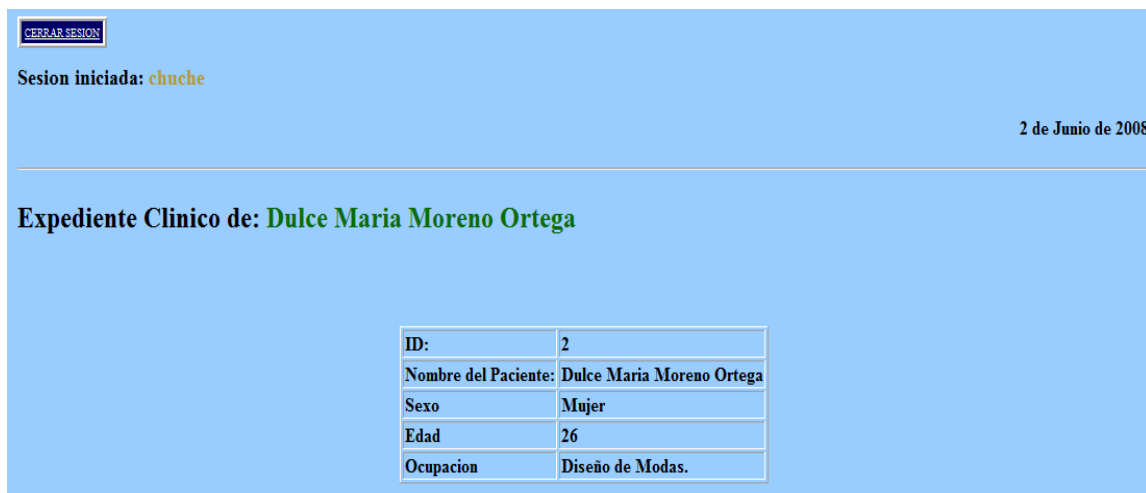 CERRAR SESION
Sesion iniciada: chuche
2 de Junio de 2008
Expediente Clinico de: Dulce Maria Moreno Ortega
ID: 2
Nombre del Paciente: Dulce Maria Moreno Ortega
Sexo Mujer
Edad 26
Ocupacion Diseño de Modas.